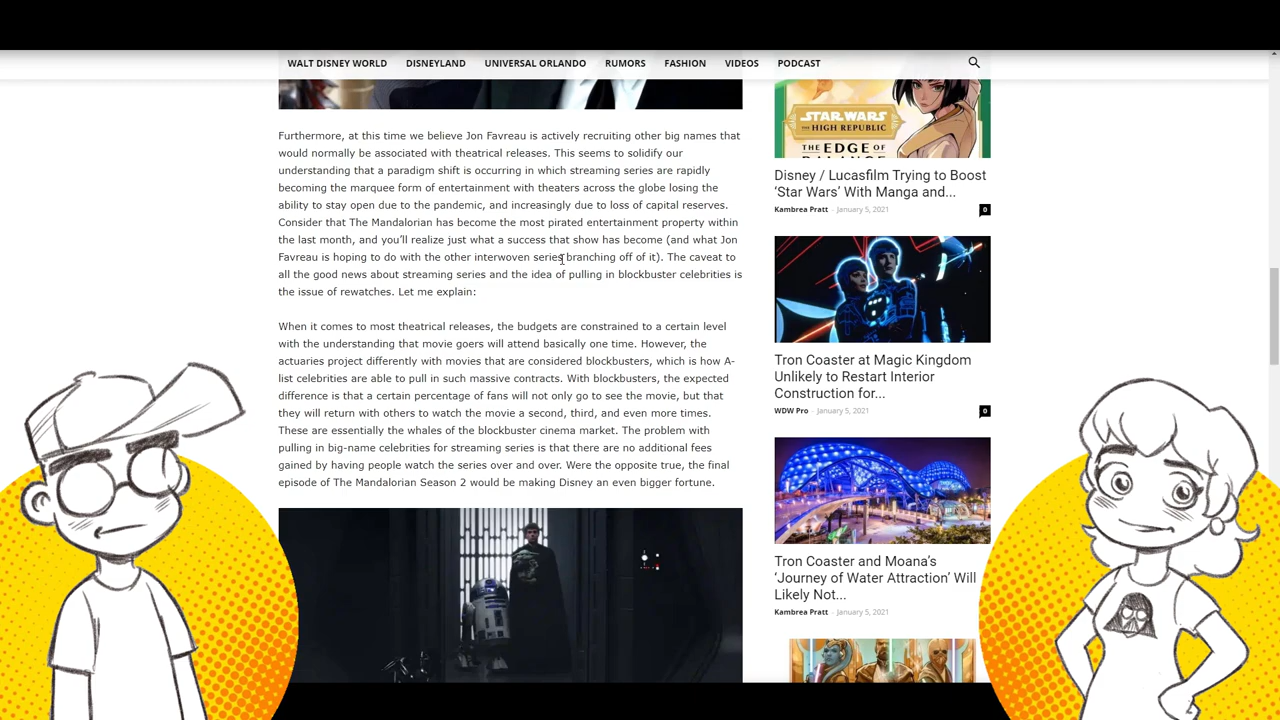 WALT DISNEY WORLD DISNEYLAND UNIVERSAL ORLANDO RUMORS FASHION VIDEOS PODCAST
Furthermore, at this time we believe Jon Favreau is actively recruiting other big names that
would normally be associated with theatrical releases. This seems to solidify our
understanding that a paradigm shift is occurring in which streaming series are rapidly
becoming the marquee form of entertainment with theaters across the globe losing the
ability to stay open due to the pandemic, and increasingly due to loss of capital reserves.
Consider that The Mandalorian has become the most pirated entertainment property within
the last month, and you'll realize just what a success that show has become (and what Jon
Favreau is hoping to do with the other interwoven series branching off of it). The caveat to
all the good news about streaming series and the idea of pulling in blockbuster celebrities is
the issue of rewatches. Let me explain:
When it comes to most theatrical releases, the budgets are constrained to a certain level
with the understanding that movie goers will attend basically one time. However, the
actuaries project differently with movies that are considered blockbusters, which is how A-
list celebrities are able to pull in such massive contracts. With blockbusters, the expected
difference is that a certain percentage of fans will not only go to see the movie, but that
they will return with others to watch the movie a second, third, and even more times.
These are essentially the whales of the blockbuster cinema market. The problem with
pulling in big-name celebrities for streaming series is that there are no additional fees
gained by having people watch the series over and over. Were the opposite true, the final
episode of The Mandalorian Season 2 would be making Disney an even bigger fortune.
STAR WARS
THE HIGH REPUBLIC
THE EDGE OF
BALANCE
Disney / Lucasfilm Trying to Boost
'Star Wars' With Manga and...
Kambrea Pratt - January 5, 2021 0
Tron Coaster at Magic Kingdom
Unlikely to Restart Interior
Construction for...
WDW Pro - January 5, 2021 0
Tron Coaster and Moana's
'Journey of Water Attraction' Will
Likely Not...
Kambrea Pratt - January 5, 2021